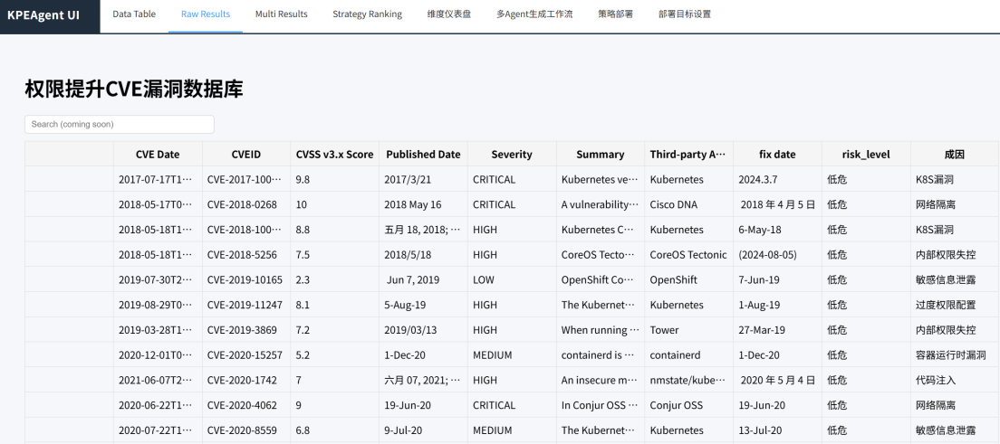 KPEAgent UI Data Table Raw Results Multi Results Strategy Ranking 维度仪表盘 多Agent生成工作流 策略部署 部署目标设置
权限提升CVE漏洞数据库
Search (coming soon)
CVE Date CVEID CVSS v3.x Score Published Date Severity Summary Third-party A··· fix date risk_level 成因
2017-07-17T1··· CVE-2017-100··· 9.8 2017/3/21 CRITICAL Kubernetes ve··· Kubernetes 2024.3.7 低危 K8S漏洞
2018-05-17T0··· CVE-2018-0268 10 2018 May 16 CRITICAL A vulnerability··· Cisco DNA 2018 年 4 月 5 日 低危 网络隔离
2018-05-18T1··· CVE-2018-100··· 8.8 五月 18, 2018; ··· HIGH Kubernetes C··· Kubernetes 6-May-18 低危 K8S漏洞
2018-05-18T1··· CVE-2018-5256 7.5 2018/5/18 HIGH CoreOS Tecto··· CoreOS Tectonic (2024-08-05) 低危 内部权限失控
2019-07-30T2··· CVE-2019-10165 2.3 Jun 7, 2019 LOW OpenShift Co··· OpenShift 7-Jun-19 低危 敏感信息泄露
2019-08-29T0··· CVE-2019-11247 8.1 5-Aug-19 HIGH The Kubernet··· Kubernetes 1-Aug-19 低危 过度权限配置
2019-03-28T1··· CVE-2019-3869 7.2 2019/03/13 HIGH When running ··· Tower 27-Mar-19 低危 内部权限失控
2020-12-01T0··· CVE-2020-15257 5.2 1-Dec-20 MEDIUM containerd is ··· containerd 1-Dec-20 低危 容器运行时漏洞
2021-06-07T2··· CVE-2020-1742 7 六月 07, 2021; ··· HIGH An insecure m··· nmstate/kube··· 2020 年 5 月 4 日 低危 代码注入
2020-06-22T1··· CVE-2020-4062 9 19-Jun-20 CRITICAL In Conjur OSS ··· Conjur OSS 19-Jun-20 低危 网络隔离
2020-07-22T1··· CVE-2020-8559 6.8 9-Jul-20 MEDIUM The Kubernet··· Kubernetes 13-Jul-20 低危 敏感信息泄露